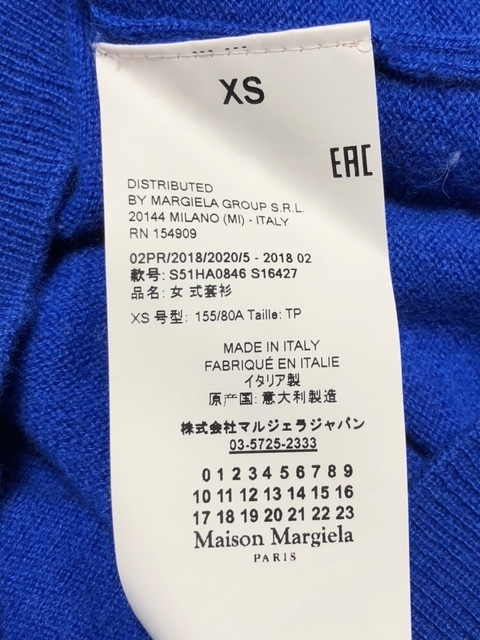 XS
EAC
DISTRIBUTED
BY MARGIELA GROUP S.R.L.
20144 MILANO (MI) - ITALY
RN 154909
02PR/2018/2020/5 - 2018 02
款号: S51HA0846 S16427
品名: 女 式套衫
XS 号型: 155/80A Taille: TP
MADE IN ITALY
FABRIQUÉ EN ITALIE
イタリア製
原产国: 意大利制造
株式会社マルジェラジャパン
03-5725-2333
0 1 2 3 4 5 6 7 8 9
10 11 12 13 14 15 16
17 18 19 20 21 22 23
Maison Margiela
PARIS